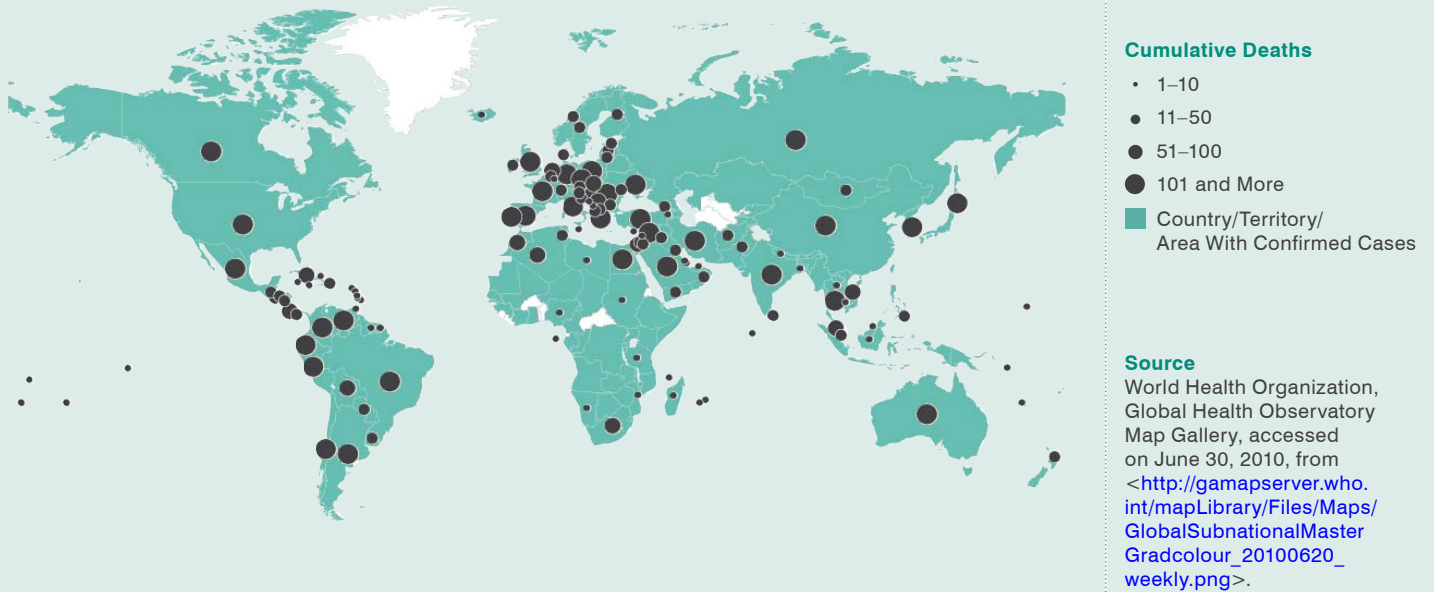 Cumulative Deaths
1–10
11–50
51–100
101 and More
Country/Territory/
Area With Confirmed Cases
Source
World Health Organization,
Global Health Observatory
Map Gallery, accessed
on June 30, 2010, from
<http://gamapserver.who.
int/mapLibrary/Files/Maps/
GlobalSubnationalMaster
Gradcolour_20100620_
weekly.png>.